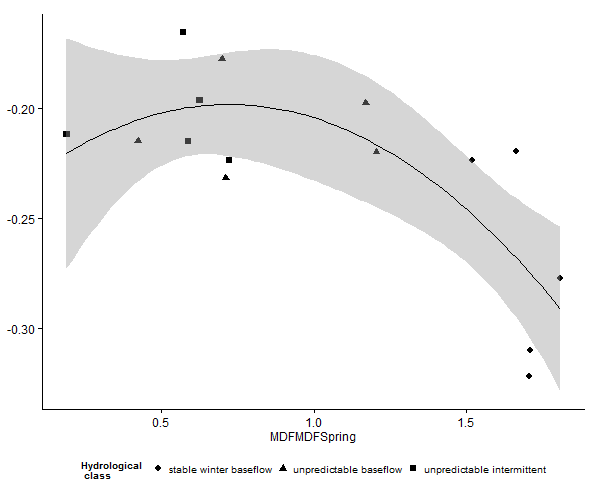 -0.20
-0.25
-0.30
0.5 1.0 1.5
MDFMDFSpring
Hydrological
class
stable winter baseflow unpredictable baseflow unpredictable intermittent